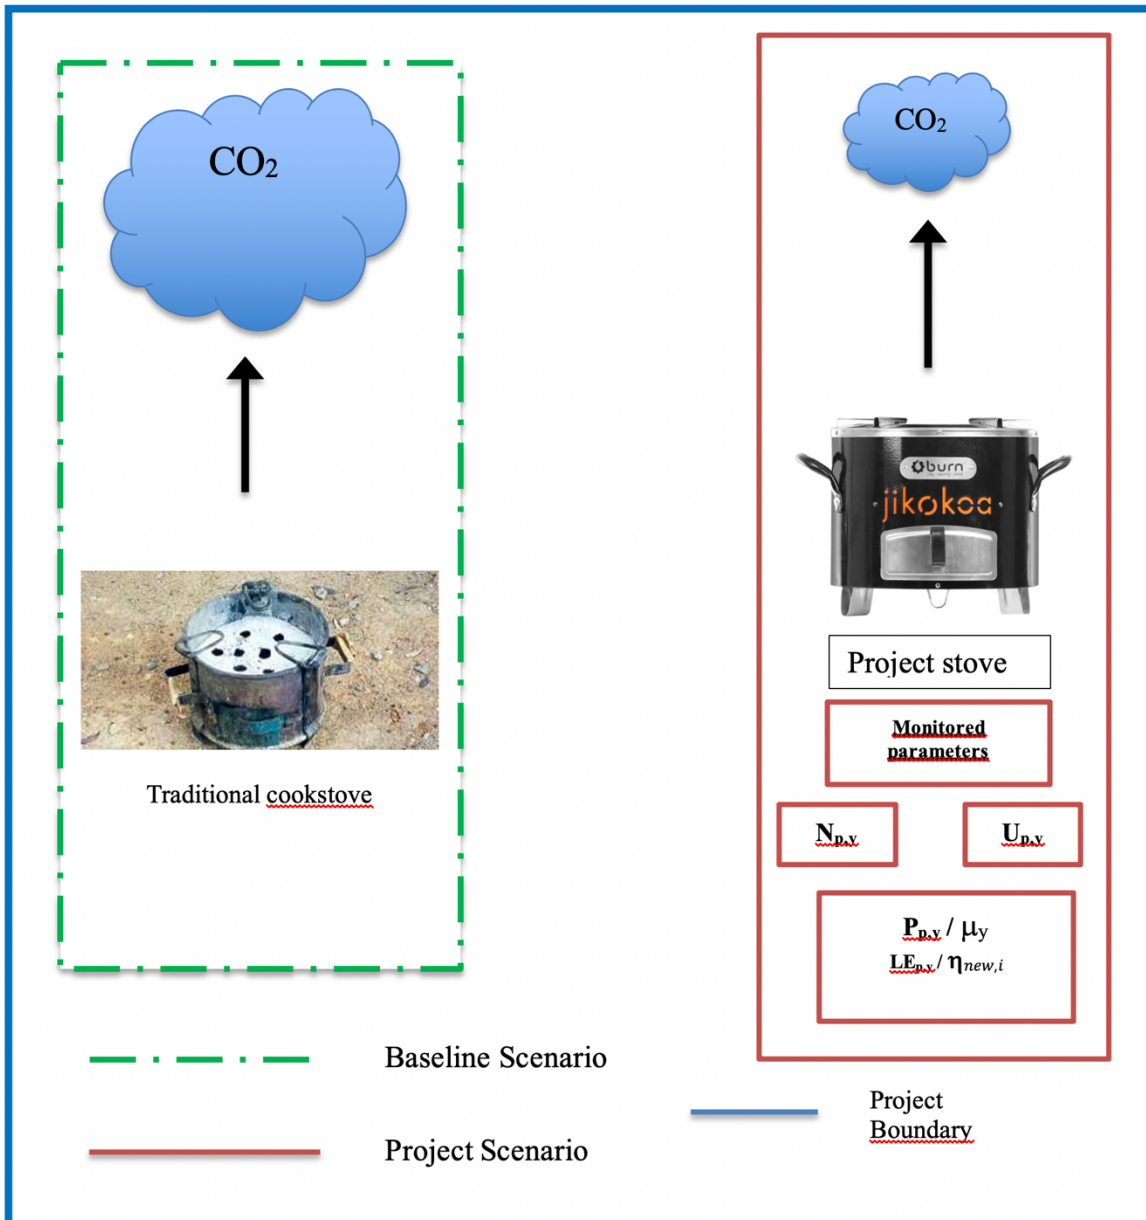 CO₂
Traditional cookstove
CO₂
burn
jikokoa
Project stove
Monitored
parameters
Np,y
Up,y
Pp,y / μy
LEp,y / ηnew,i
Baseline Scenario
Project Scenario
Project
Boundary